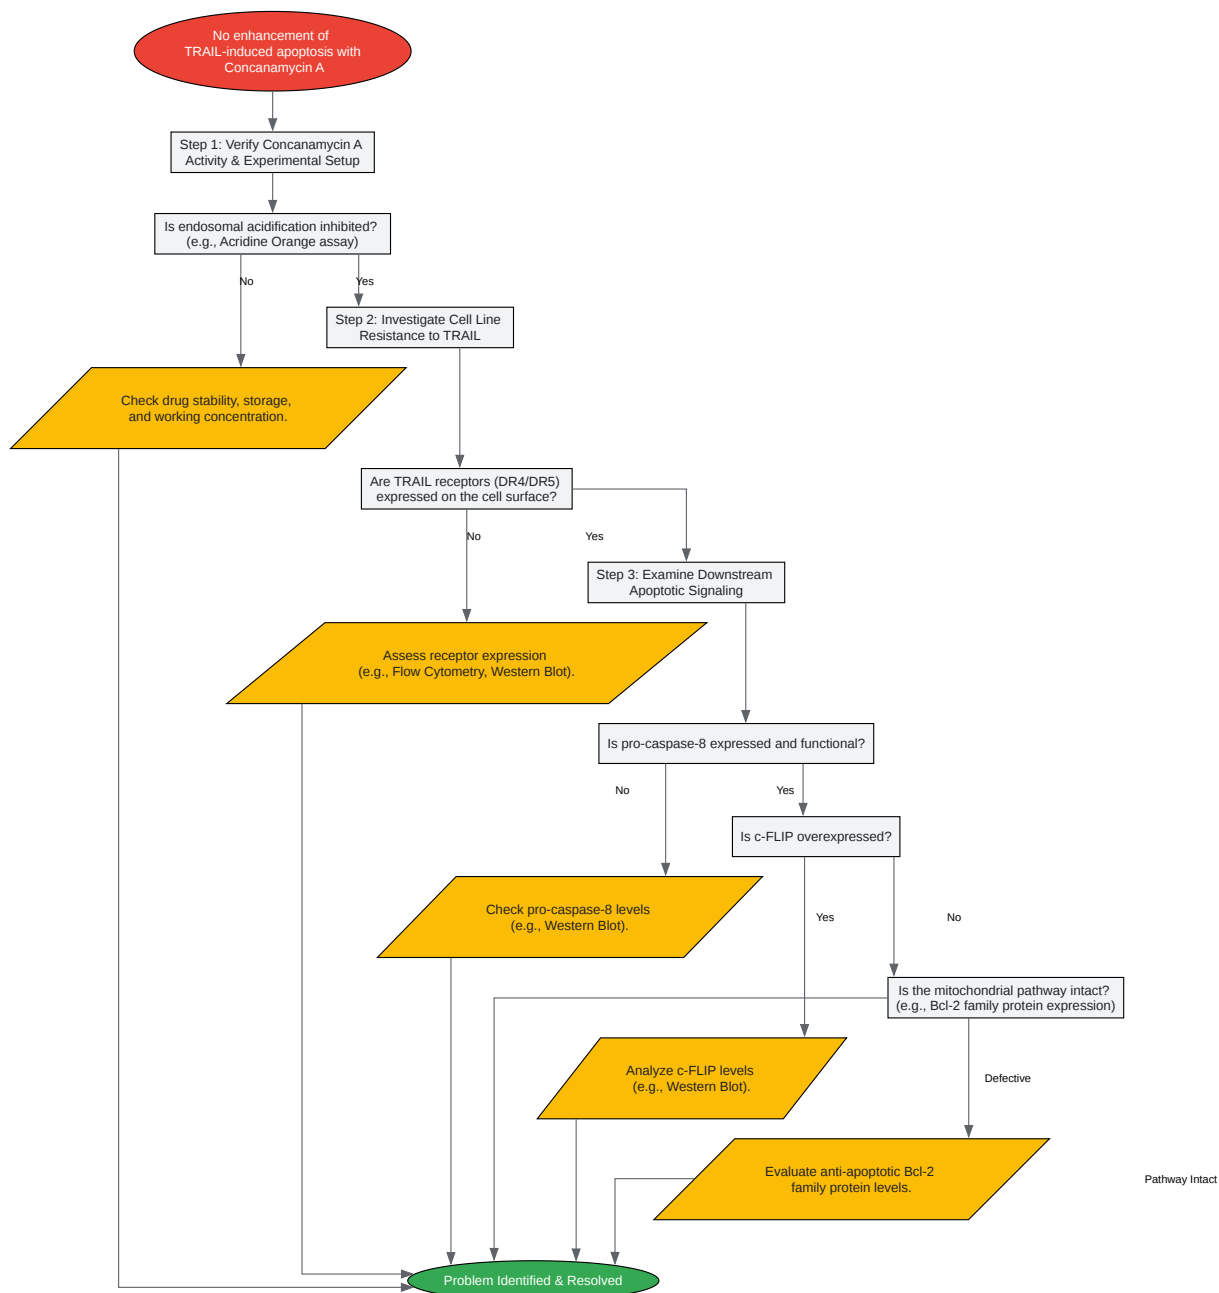 No enhancement of
TRAIL-induced apoptosis with
Concanamycin A
Step 1: Verify Concanamycin A
Activity & Experimental Setup
Is endosomal acidification inhibited?
(e.g., Acridine Orange assay)
No
Yes
Step 2: Investigate Cell Line
Resistance to TRAIL
Check drug stability, storage,
and working concentration.
Are TRAIL receptors (DR4/DR5)
expressed on the cell surface?
No
Yes
Step 3: Examine Downstream
Apoptotic Signaling
Assess receptor expression
(e.g., Flow Cytometry, Western Blot).
Is pro-caspase-8 expressed and functional?
No
Yes
Is c-FLIP overexpressed?
Check pro-caspase-8 levels
(e.g., Western Blot).
Yes
No
Is the mitochondrial pathway intact?
(e.g., Bcl-2 family protein expression)
Analyze c-FLIP levels
(e.g., Western Blot).
Defective
Evaluate anti-apoptotic Bcl-2
family protein levels.
Pathway Intact
Problem Identified & Resolved